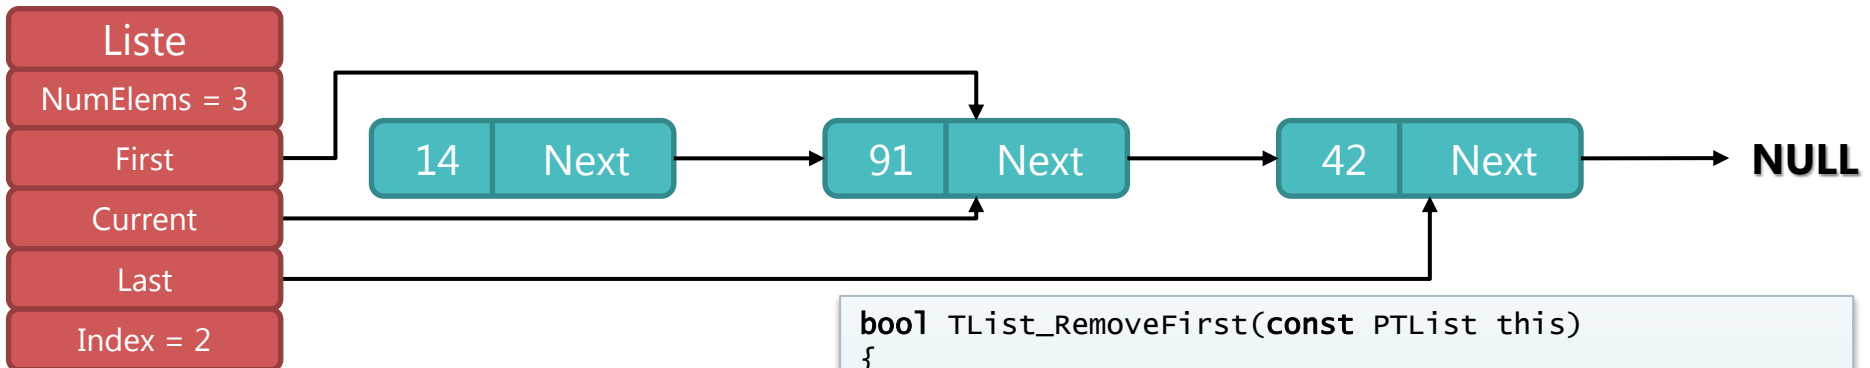 Liste
NumElems = 3
First
Current
Last
Index = 2
14 Next
91 Next
42 Next
NULL
bool TList_RemoveFirst(const PTList this)
{